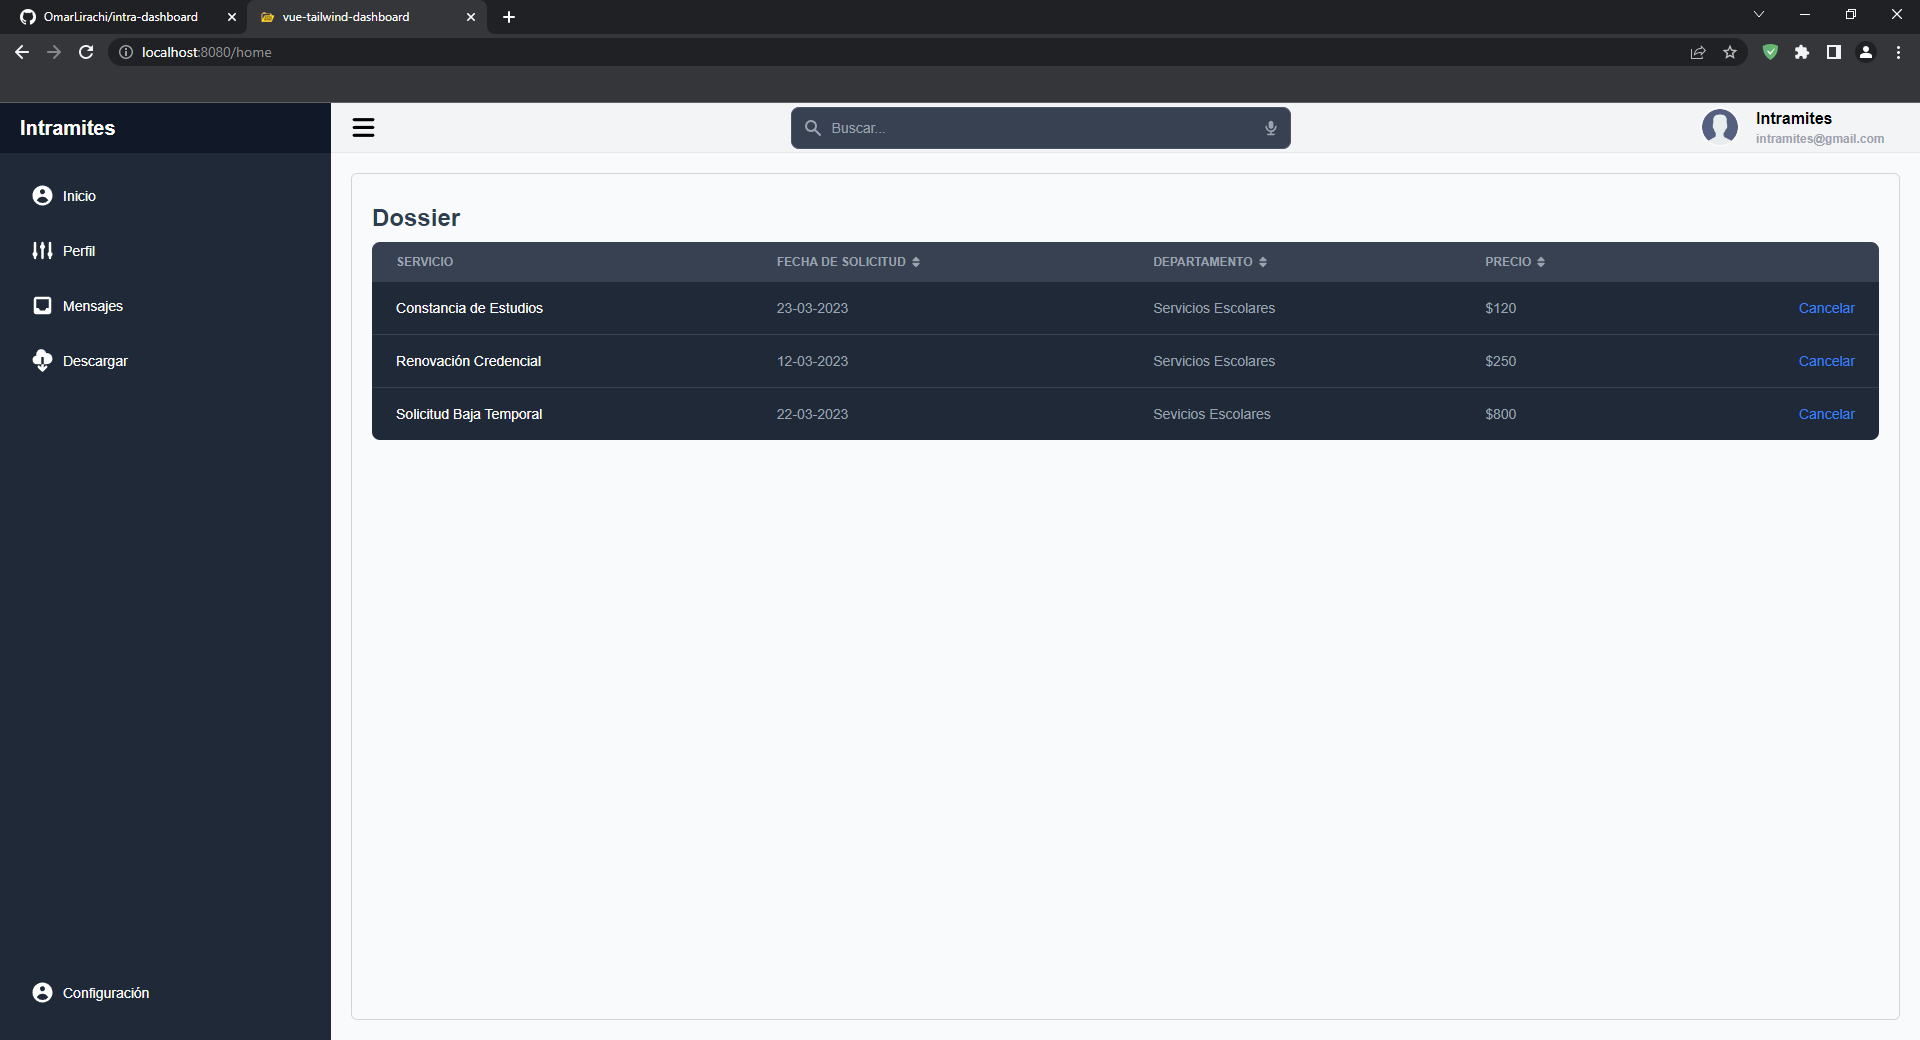 OmarLirachi/intra-dashboard
vue-tailwind-dashboard
localhost:8080/home
Intramites
Buscar...
Intramites
intramites@gmail.com
Inicio
Perfil
Mensajes
Descargar
Configuración
Dossier
SERVICIO FECHA DE SOLICITUD DEPARTAMENTO PRECIO
Constancia de Estudios 23-03-2023 Servicios Escolares $120 Cancelar
Renovación Credencial 12-03-2023 Servicios Escolares $250 Cancelar
Solicitud Baja Temporal 22-03-2023 Sevicios Escolares $800 Cancelar